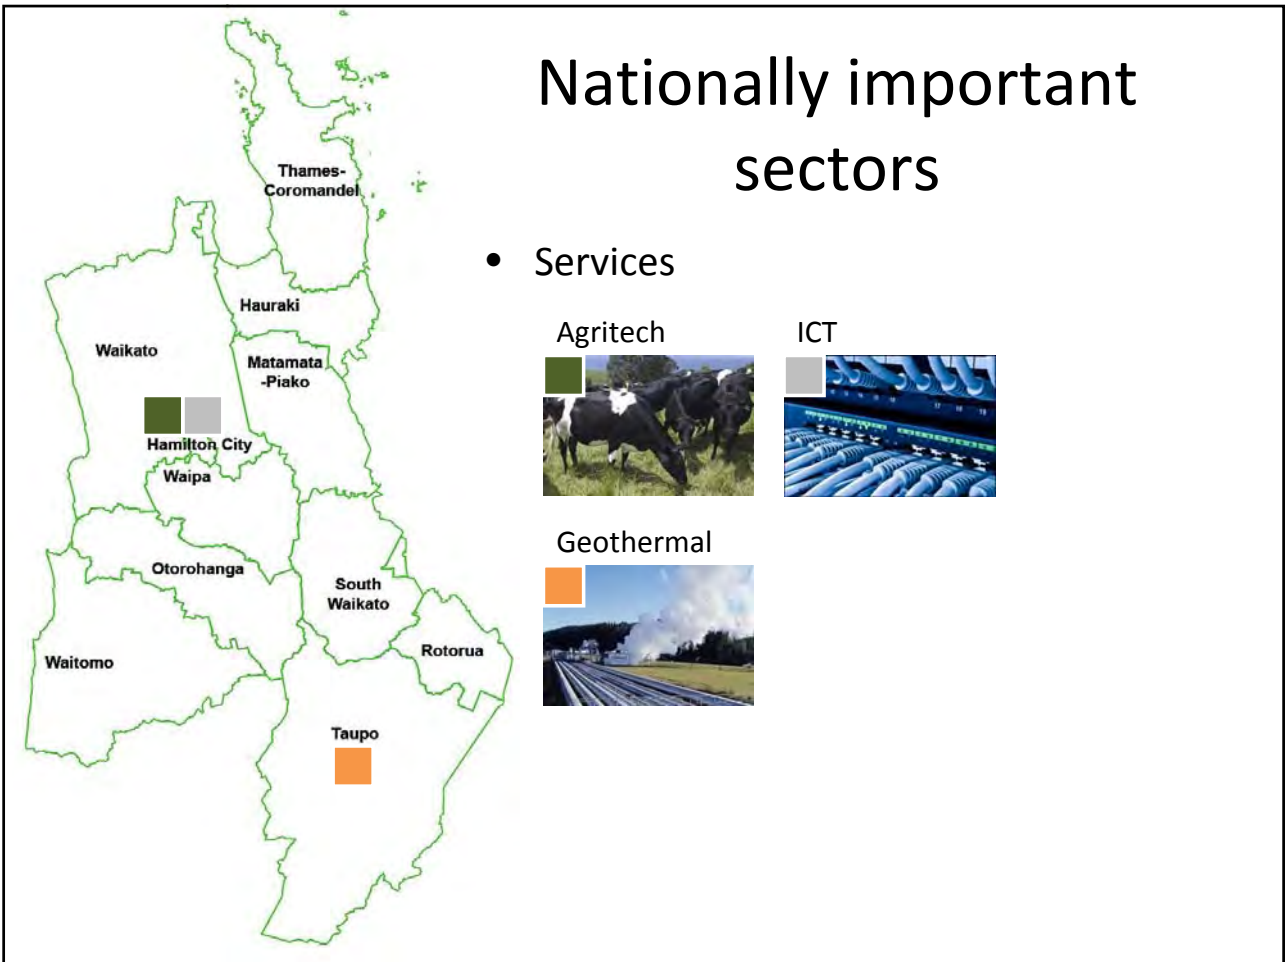 Nationally important
sectors
• Services
Agritech
ICT
Geothermal
Thames-
Coromandel
Hauraki
Waikato
Matamata
-Piako
Hamilton City
Waipa
Otorohanga
South
Waikato
Rotorua
Waitomo
Taupo